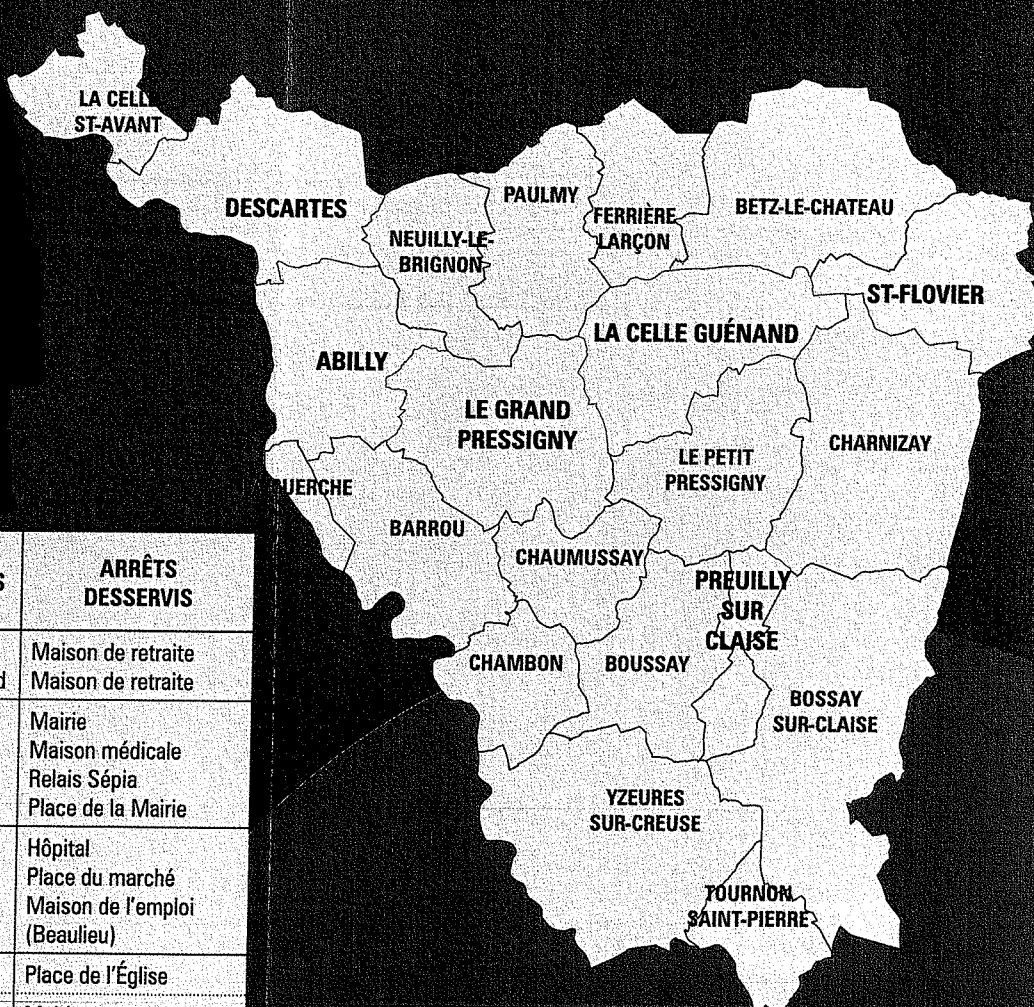 LA CELL
ST-AVANT
DESCARTES
NEUILLY-LE-
BRIGNON
PAULMY
FERRIÈRE
LARÇON
BETZ-LE-CHATEAU
ST-FLOVIER
LA CELLE GUÉNAND
ABILLY
LE GRAND
PRESSIGNY
LE PETIT
PRESSIGNY
CHARNIZAY
UERCHE
BARROU
CHAUMUSSAY
PREUILLY
SUR
CLAISE
CHAMBON
BOUSSAY
BOSSAY
SUR-CLAISE
YZEURES
SUR-CREUSE
TOURNON
SAINT-PIERRE
S
ARRÊTS
DESSERVIS
Maison de retraite
d Maison de retraite
Mairie
Maison médicale
Relais Sépia
Place de la Mairie
Hôpital
Place du marché
Maison de l'emploi
(Beaulieu)
Place de l'Église